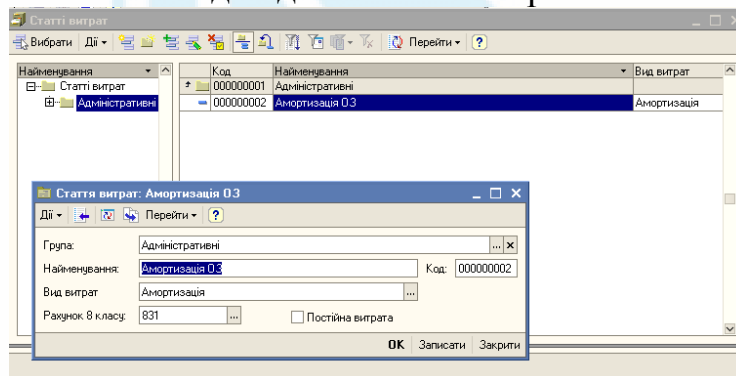 Статті витрат
Вибрати Дії Перейти
Найменування Код Найменування Вид витрат
Статті витрат 000000001 Адміністративні
Адміністративні 000000002 Амортизація ОЗ Амортизація
Стаття витрат: Амортизація ОЗ
Дії Перейти
Група: Адміністративні
Найменування: Амортизація ОЗ Код: 000000002
Вид витрат Амортизація
Рахунок 8 класу: 831 Постійна витрата
OK Записати Закрити